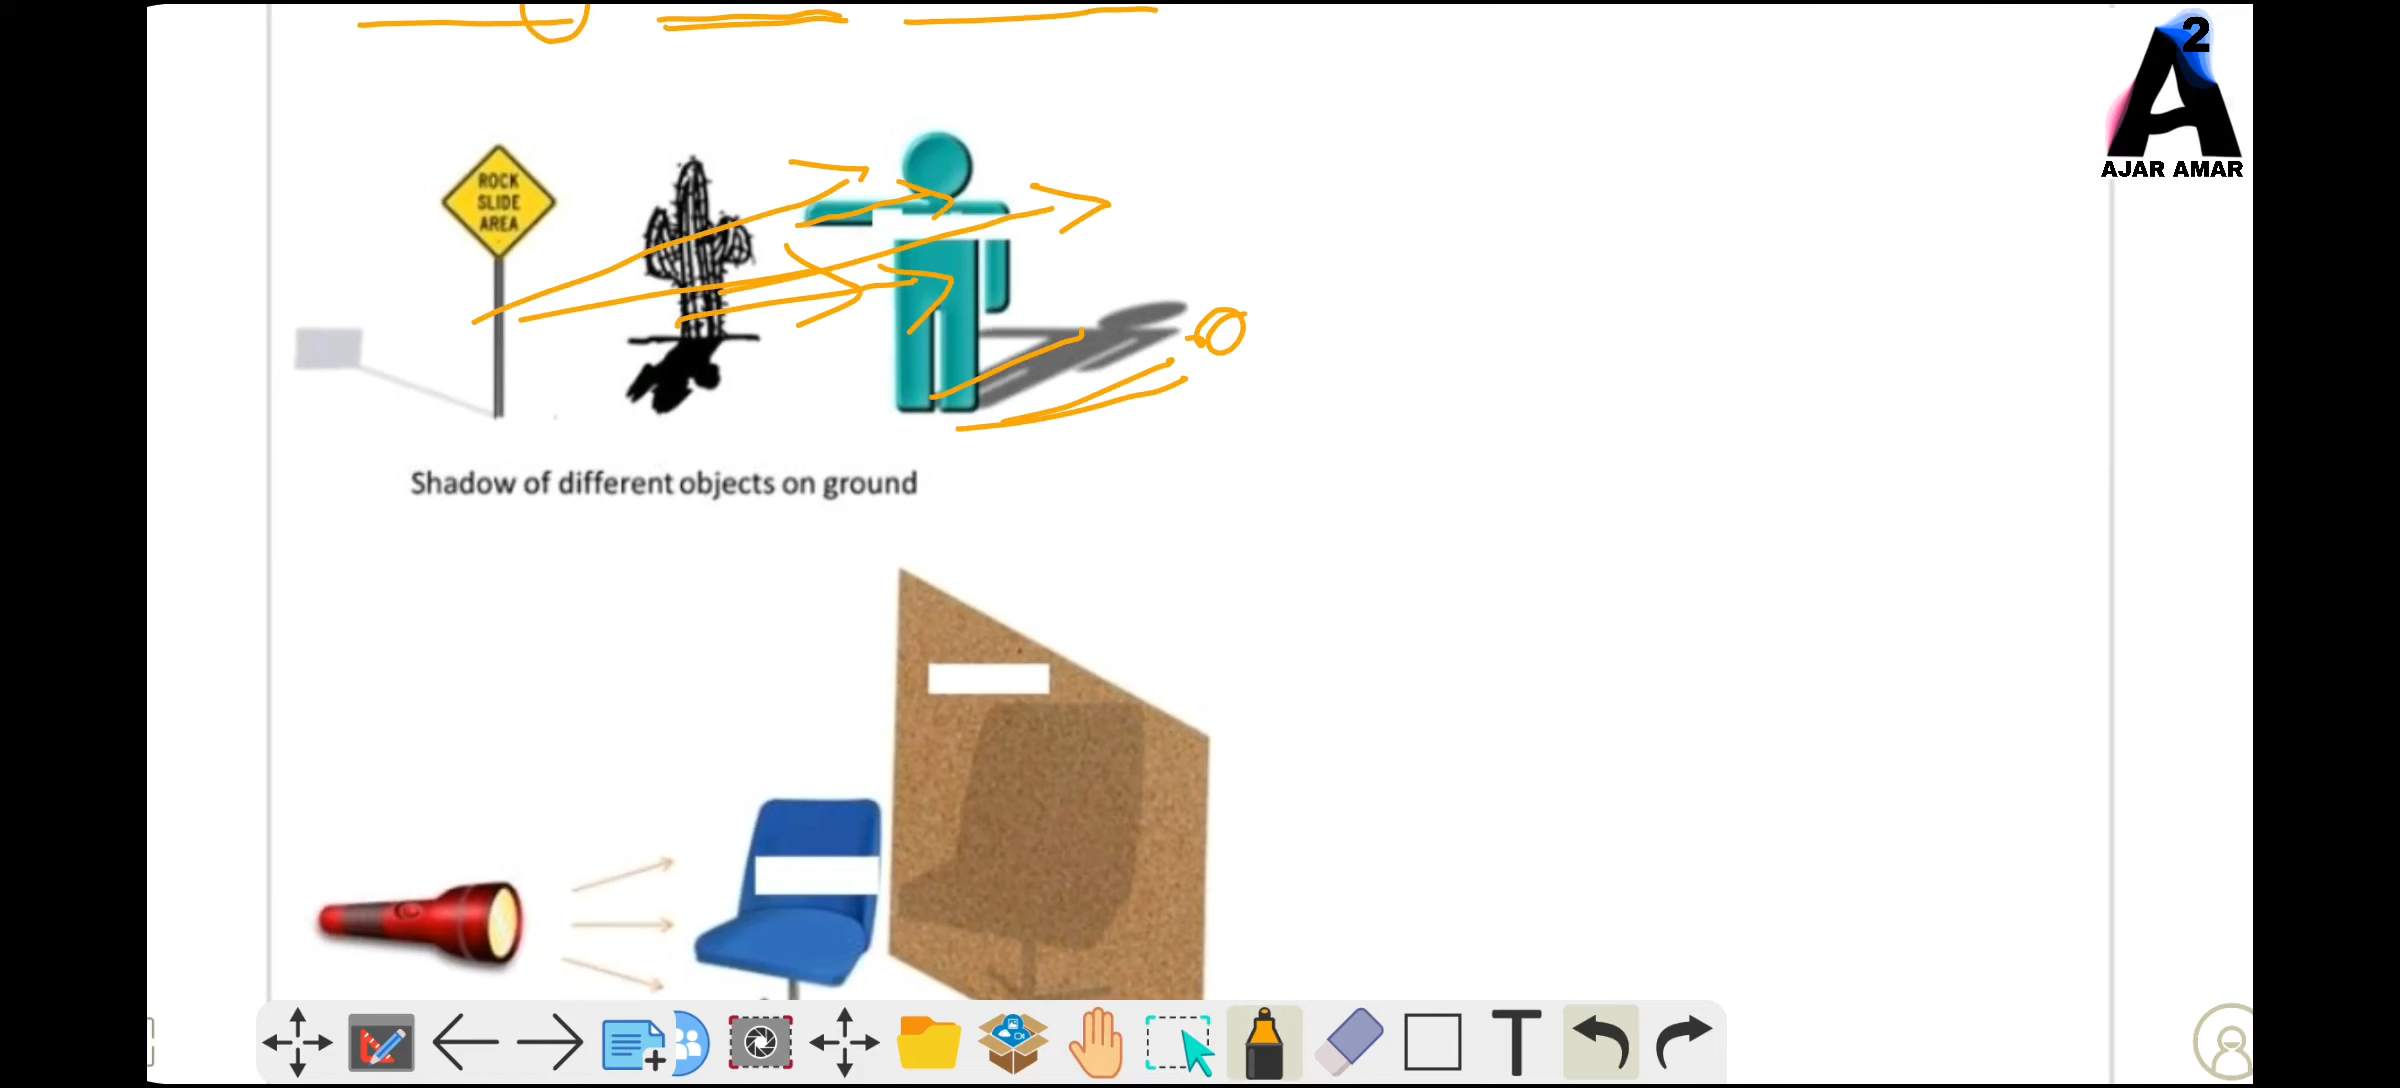 2
AJAR AMAR
ROCK
SLIDE
AREA
Shadow of different objects on ground